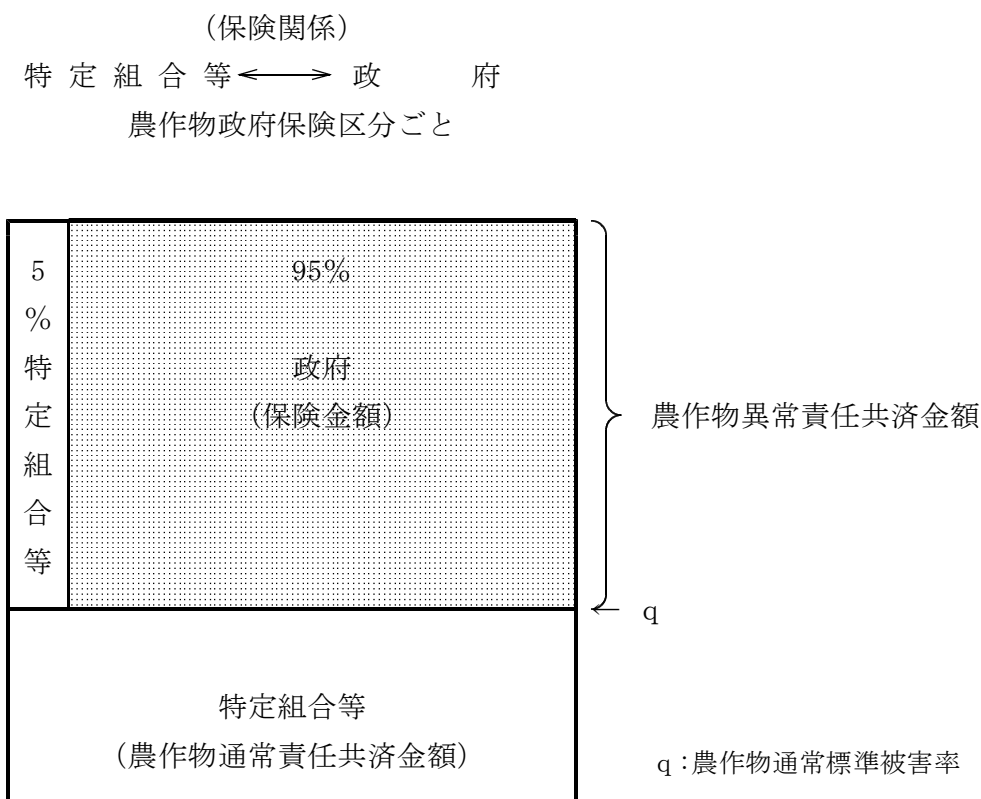 (保険関係)
特定組合等⟷政府
農作物政府保険区分ごと
5%特定組合等
95%
政府
(保険金額)
農作物異常責任共済金額
← q
特定組合等
(農作物通常責任共済金額)
q:農作物通常標準被害率